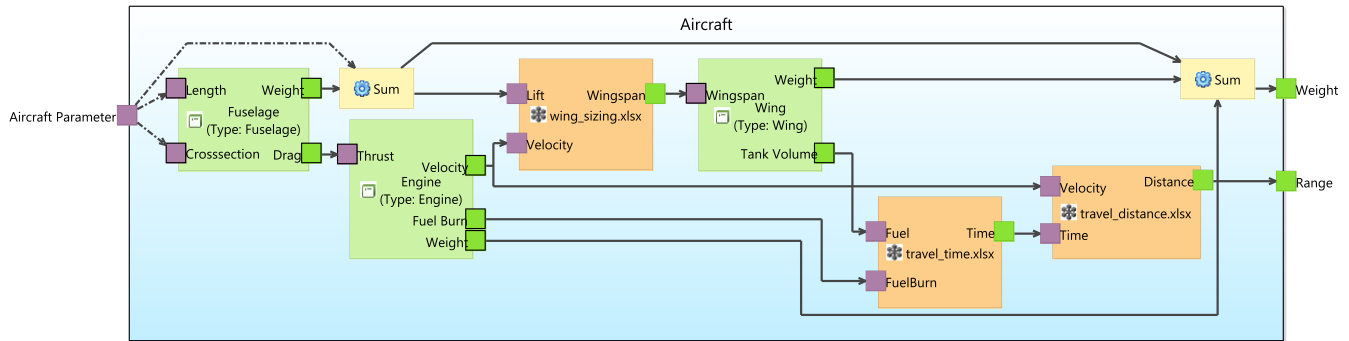 Aircraft
Aircraft Parameter
Length
Weight
Fuselage
(Type: Fuselage)
Crosssection
Drag
Sum
Thrust
Velocity
Engine
(Type: Engine)
Fuel Burn
Weight
Lift
Wingspan
wing_sizing.xlsx
Velocity
Wingspan
Weight
Wing
(Type: Wing)
Tank Volume
Fuel
Time
travel_time.xlsx
FuelBurn
Velocity
Distance
travel_distance.xlsx
Time
Sum
Weight
Range